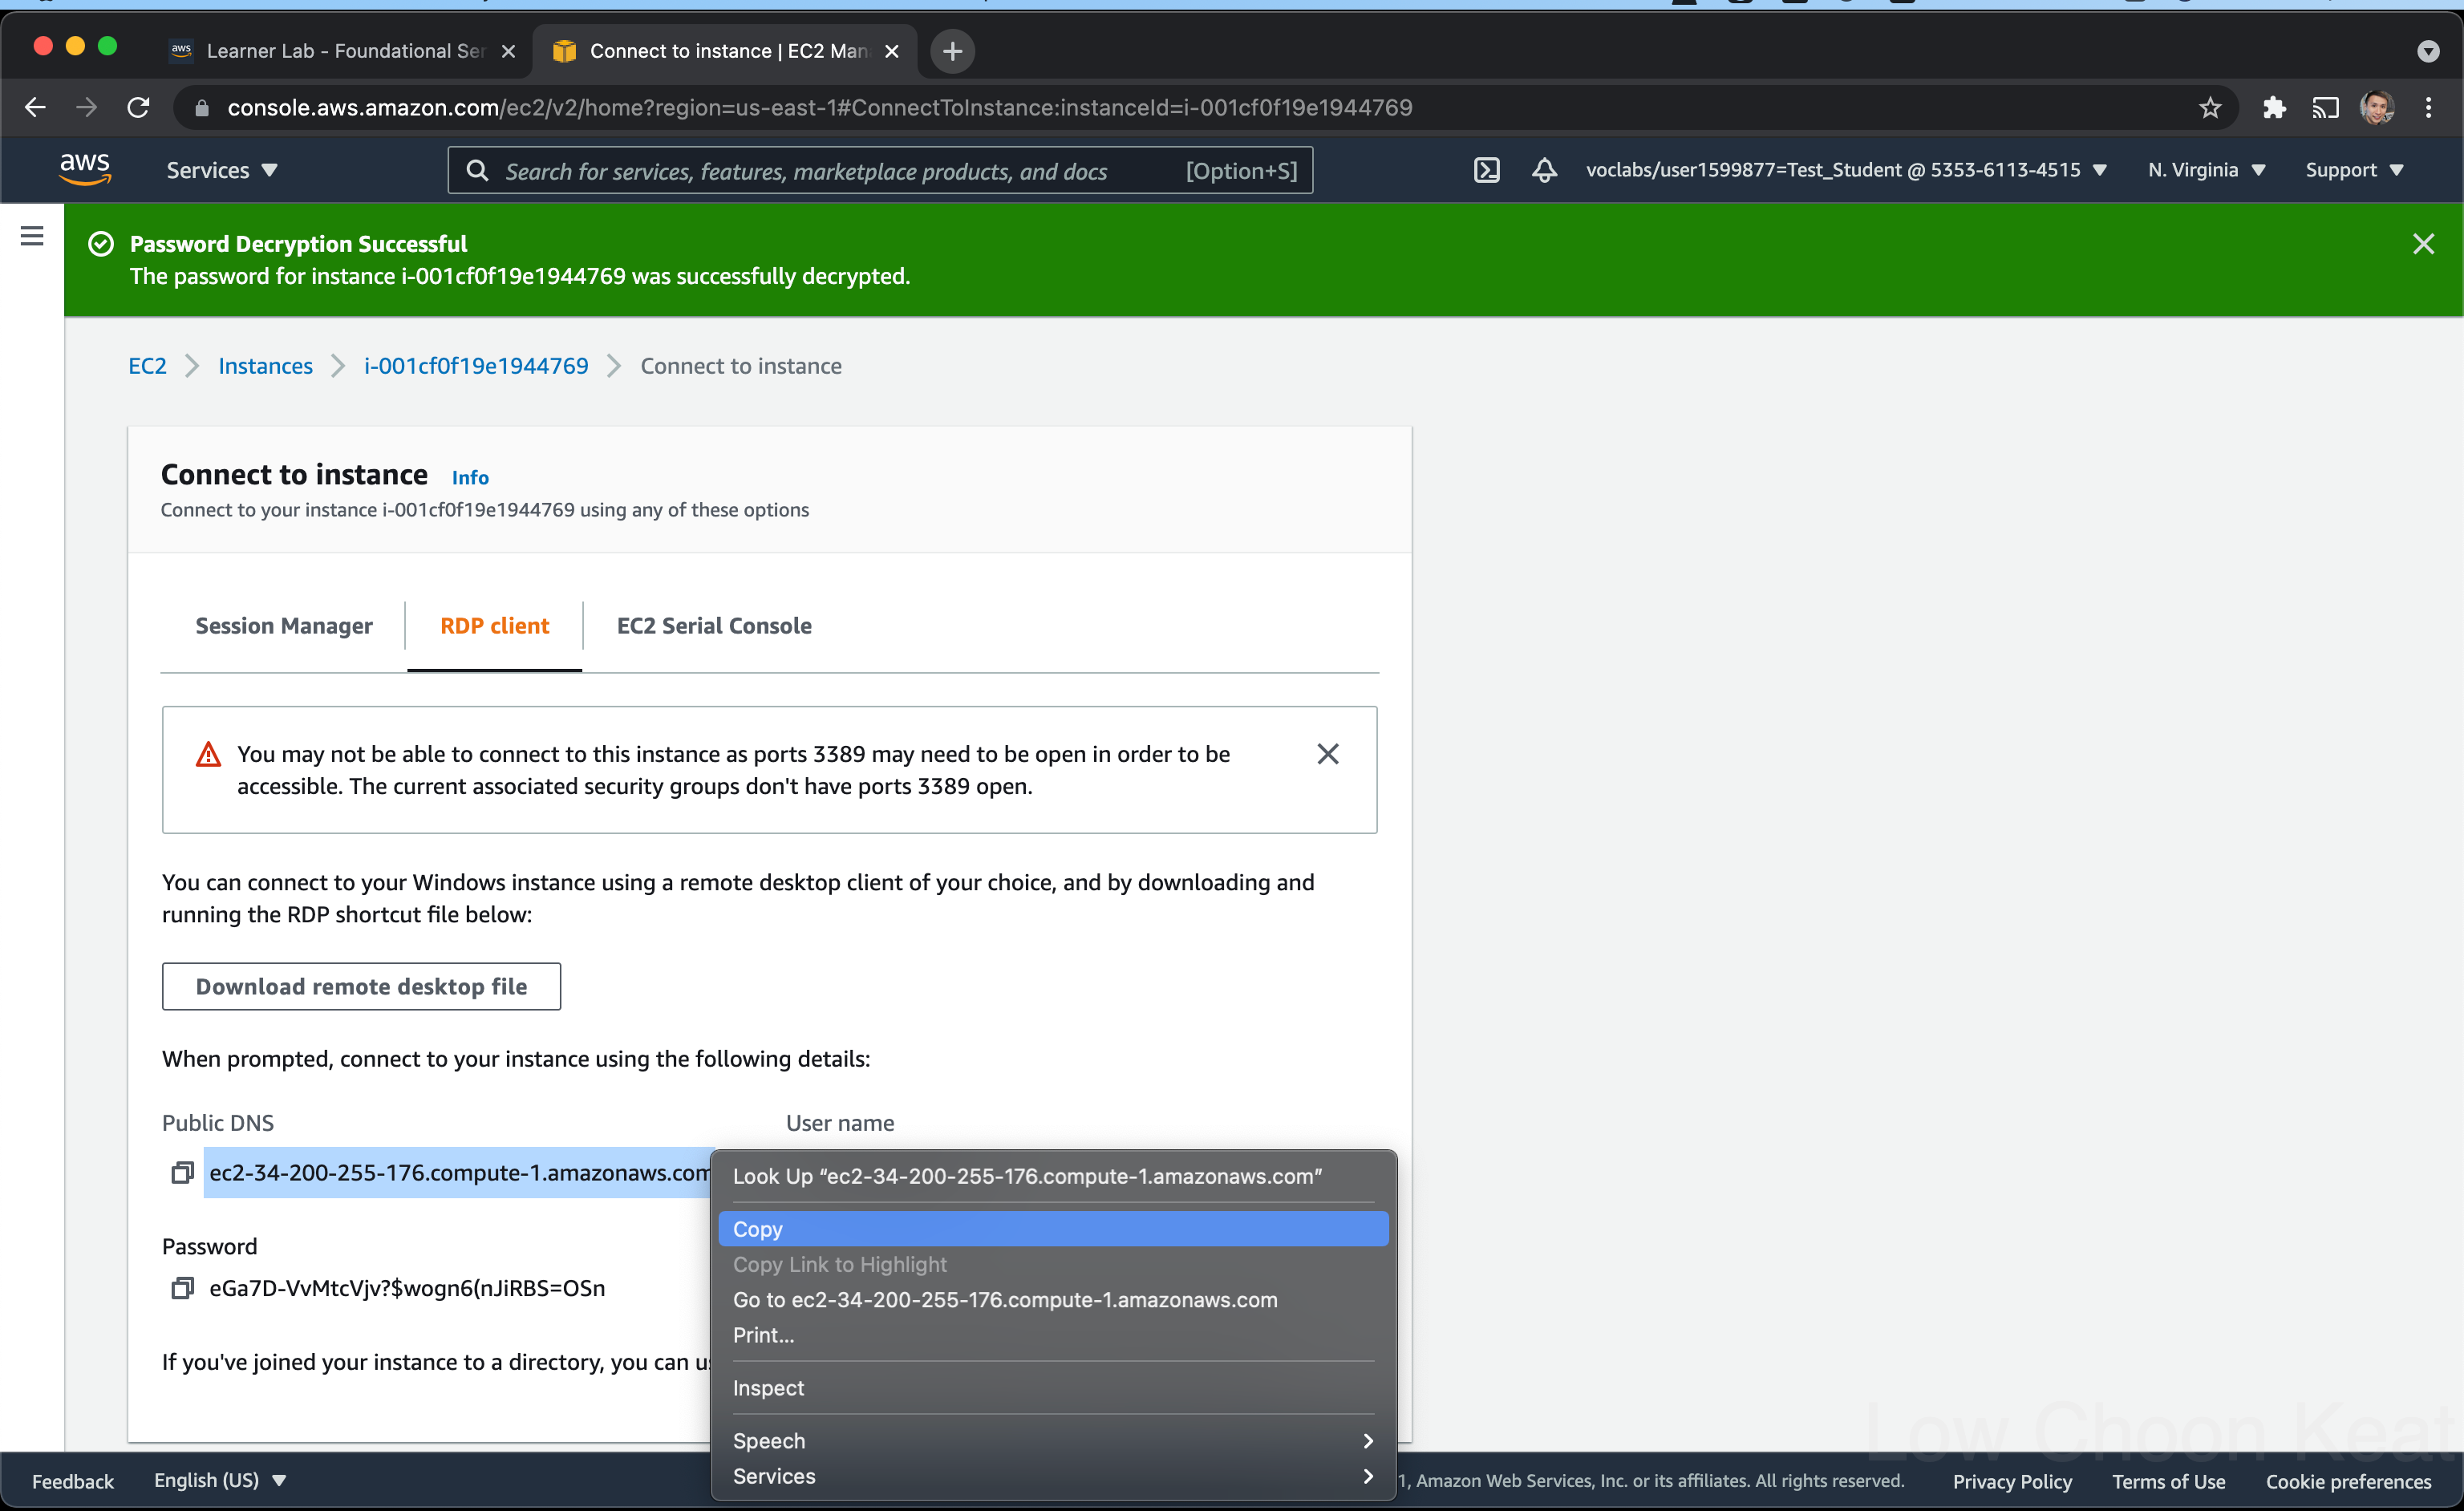 Learner Lab - Foundational Ser
Connect to instance | EC2 Man
console.aws.amazon.com/ec2/v2/home?region=us-east-1#ConnectToInstance:instanceId=i-001cf0f19e1944769
aws
Services
Search for services, features, marketplace products, and docs
[Option+S]
voclabs/user1599877=Test_Student @ 5353-6113-4515
N. Virginia
Support
Password Decryption Successful
The password for instance i-001cf0f19e1944769 was successfully decrypted.
EC2
Instances
i-001cf0f19e1944769
Connect to instance
Connect to instance
Info
Connect to your instance i-001cf0f19e1944769 using any of these options
Session Manager
RDP client
EC2 Serial Console
You may not be able to connect to this instance as ports 3389 may need to be open in order to be
accessible. The current associated security groups don't have ports 3389 open.
You can connect to your Windows instance using a remote desktop client of your choice, and by downloading and
running the RDP shortcut file below:
Download remote desktop file
When prompted, connect to your instance using the following details:
Public DNS
User name
ec2-34-200-255-176.compute-1.amazonaws.com
Password
eGa7D-VvMtcVjv?$wogn6(nJiRBS=OSn
If you've joined your instance to a directory, you can us
Look Up “ec2-34-200-255-176.compute-1.amazonaws.com”
Copy
Copy Link to Highlight
Go to ec2-34-200-255-176.compute-1.amazonaws.com
Print...
Inspect
Speech
Services
Low Choon Keat
Feedback
English (US)
1, Amazon Web Services, Inc. or its affiliates. All rights reserved.
Privacy Policy
Terms of Use
Cookie preferences